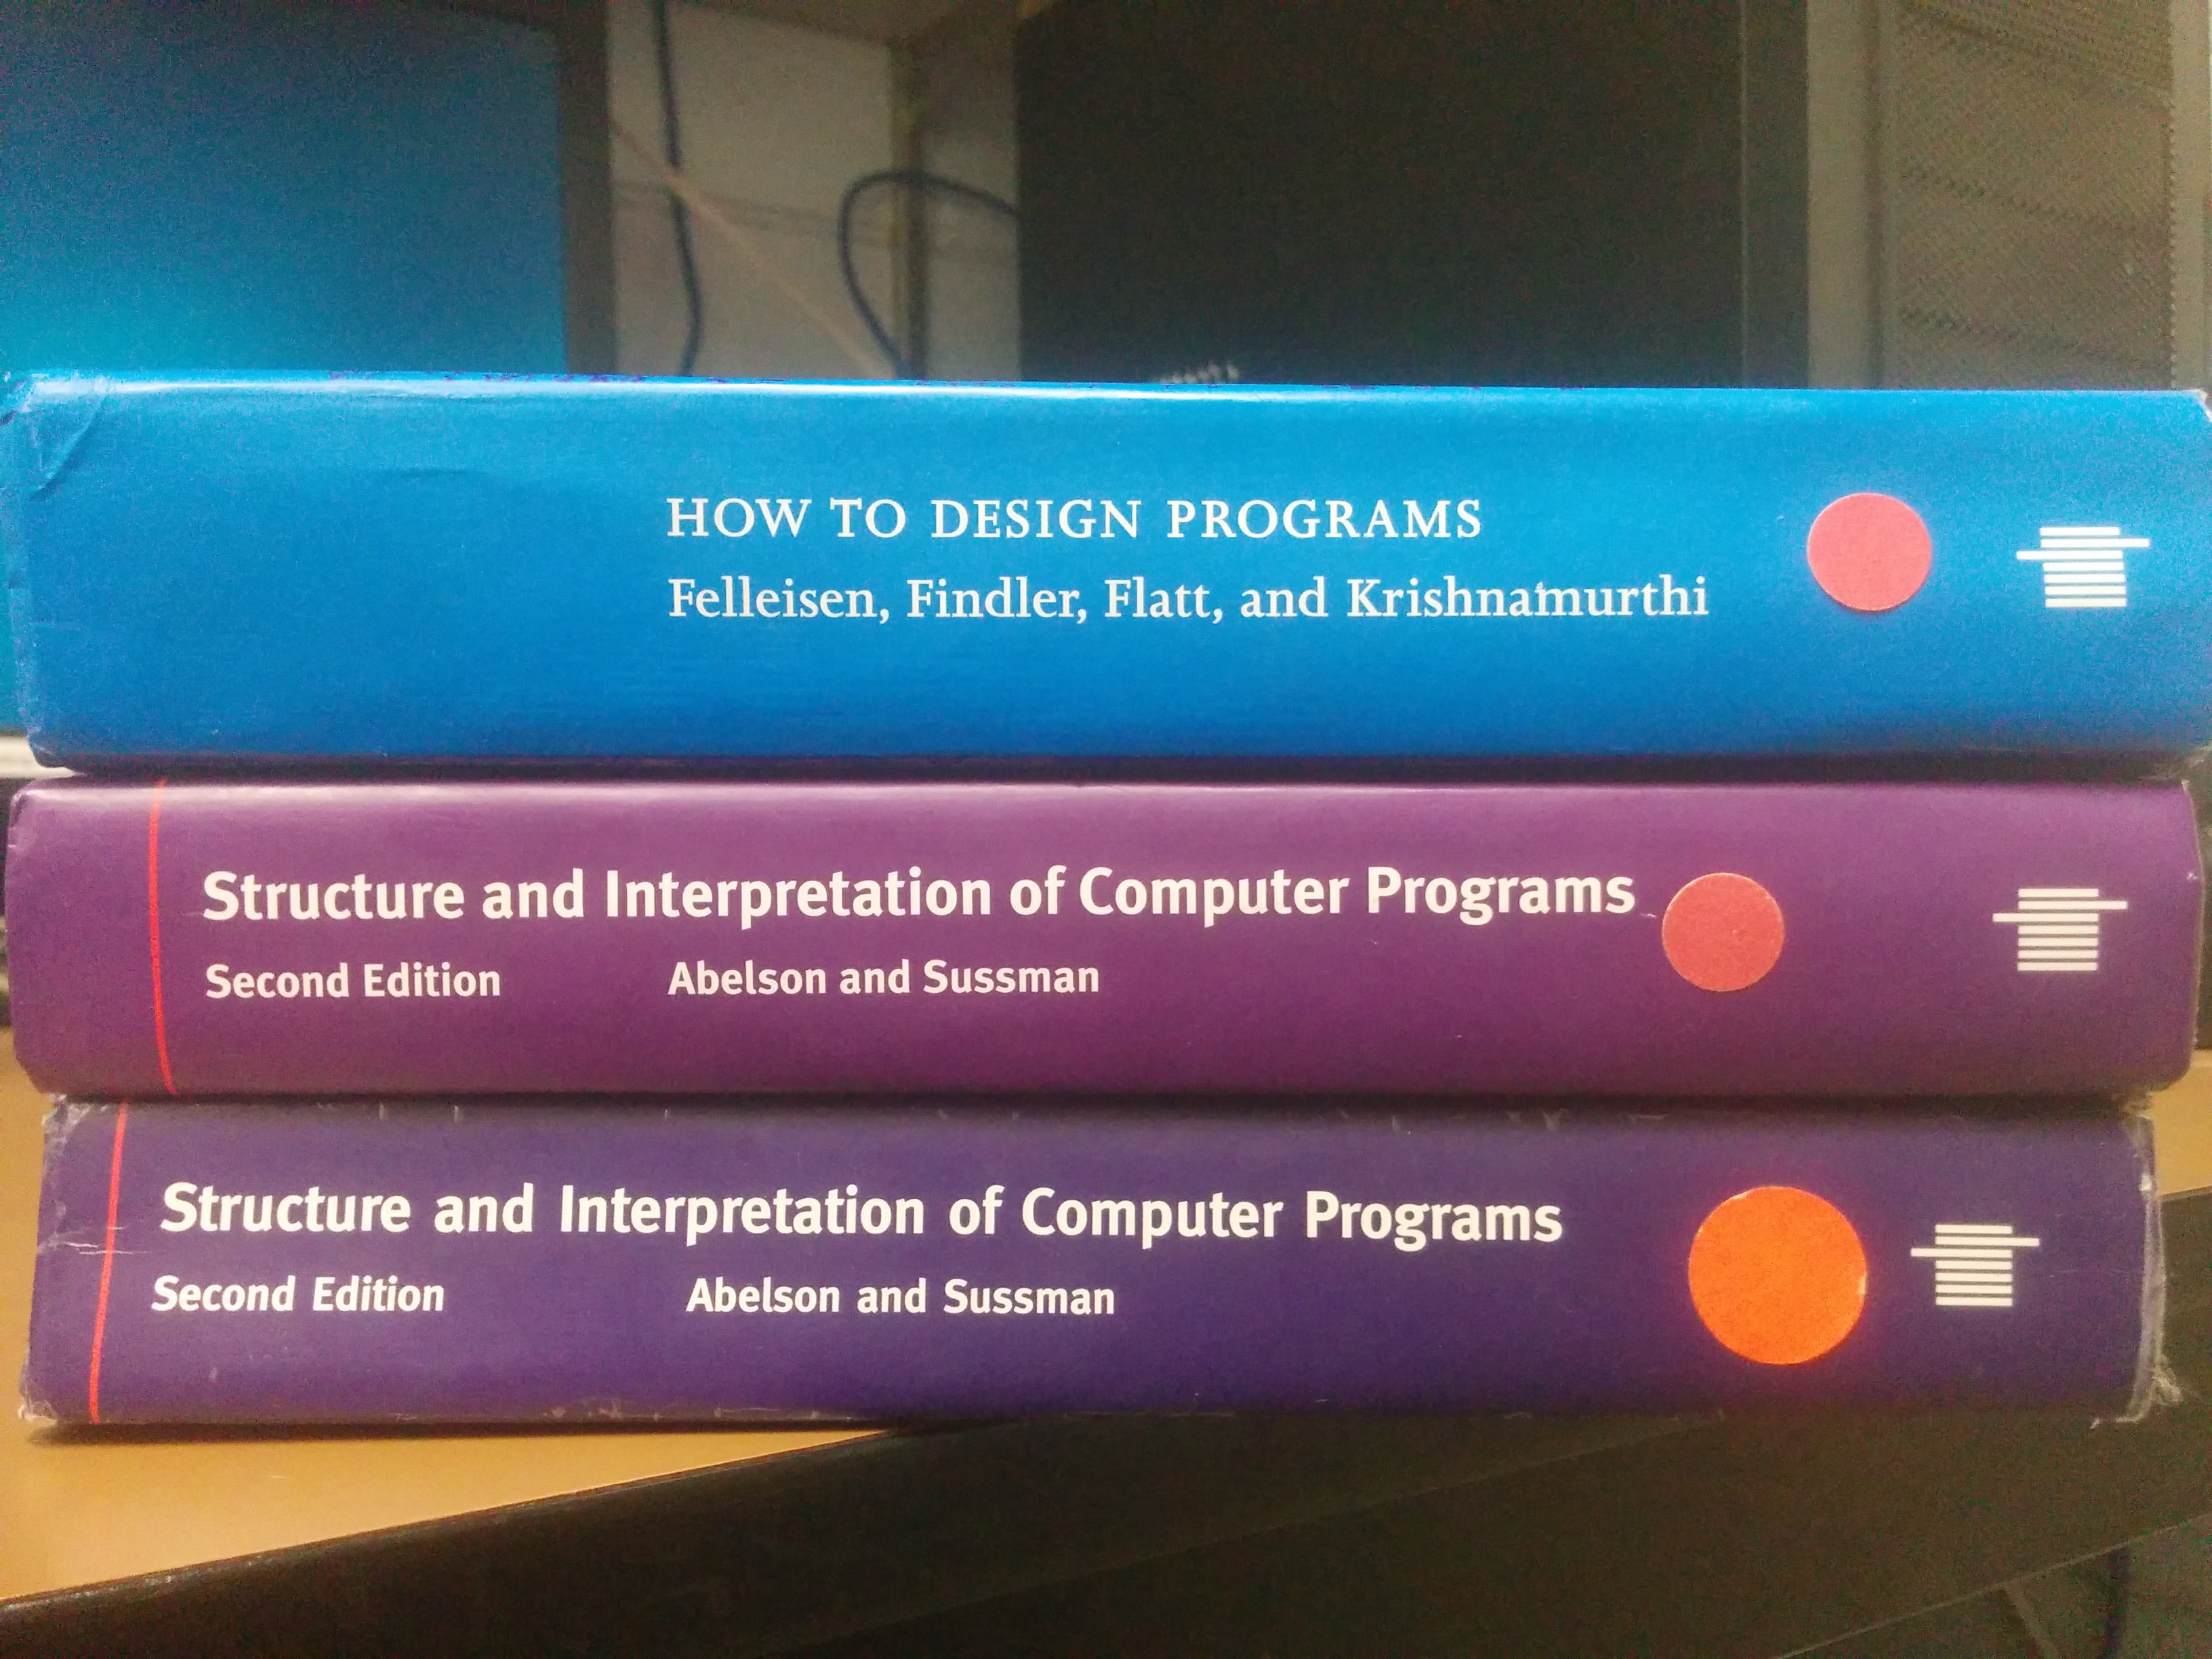 HOW TO DESIGN PROGRAMS
Felleisen, Findler, Flatt, and Krishnamurthi
Structure and Interpretation of Computer Programs
Second Edition Abelson and Sussman
Structure and Interpretation of Computer Programs
Second Edition Abelson and Sussman